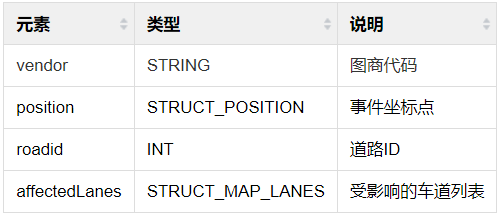 元素 类型 说明
vendor STRING 图商代码
position STRUCT_POSITION 事件坐标点
roadid INT 道路ID
affectedLanes STRUCT_MAP_LANES 受影响的车道列表